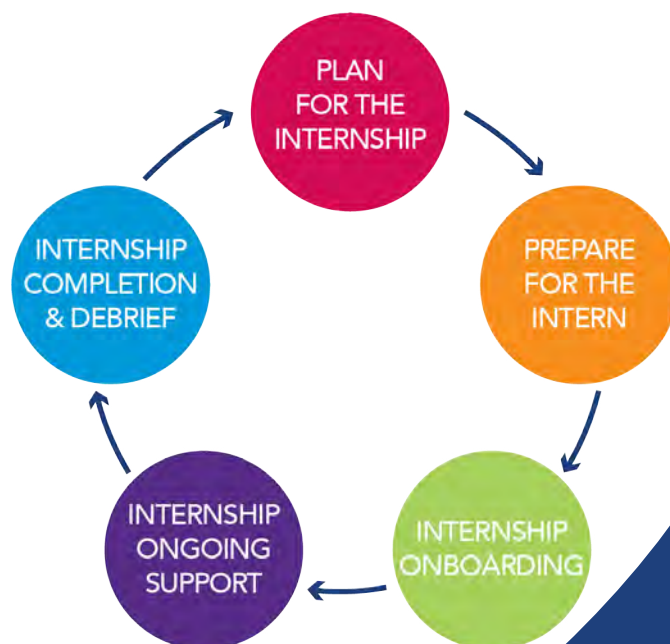 PLAN
FOR THE
INTERNSHIP
PREPARE
FOR THE
INTERN
INTERNSHIP
ONBOARDING
INTERNSHIP
ONGOING
SUPPORT
INTERNSHIP
COMPLETION
& DEBRIEF